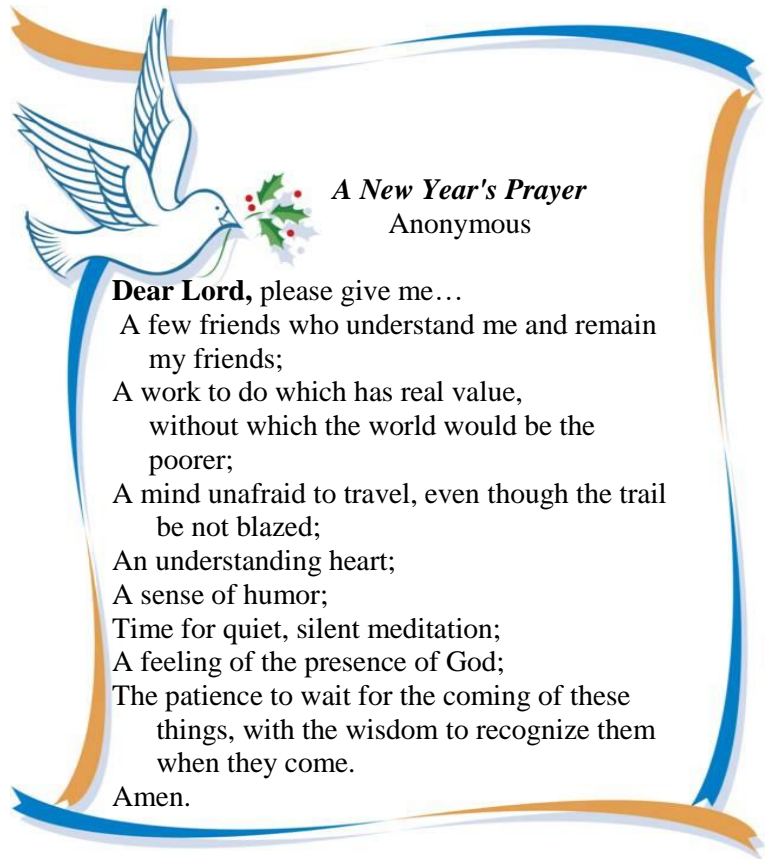 A New Year's Prayer
Anonymous
Dear Lord, please give me…
A few friends who understand me and remain
my friends;
A work to do which has real value,
without which the world would be the
poorer;
A mind unafraid to travel, even though the trail
be not blazed;
An understanding heart;
A sense of humor;
Time for quiet, silent meditation;
A feeling of the presence of God;
The patience to wait for the coming of these
things, with the wisdom to recognize them
when they come.
Amen.